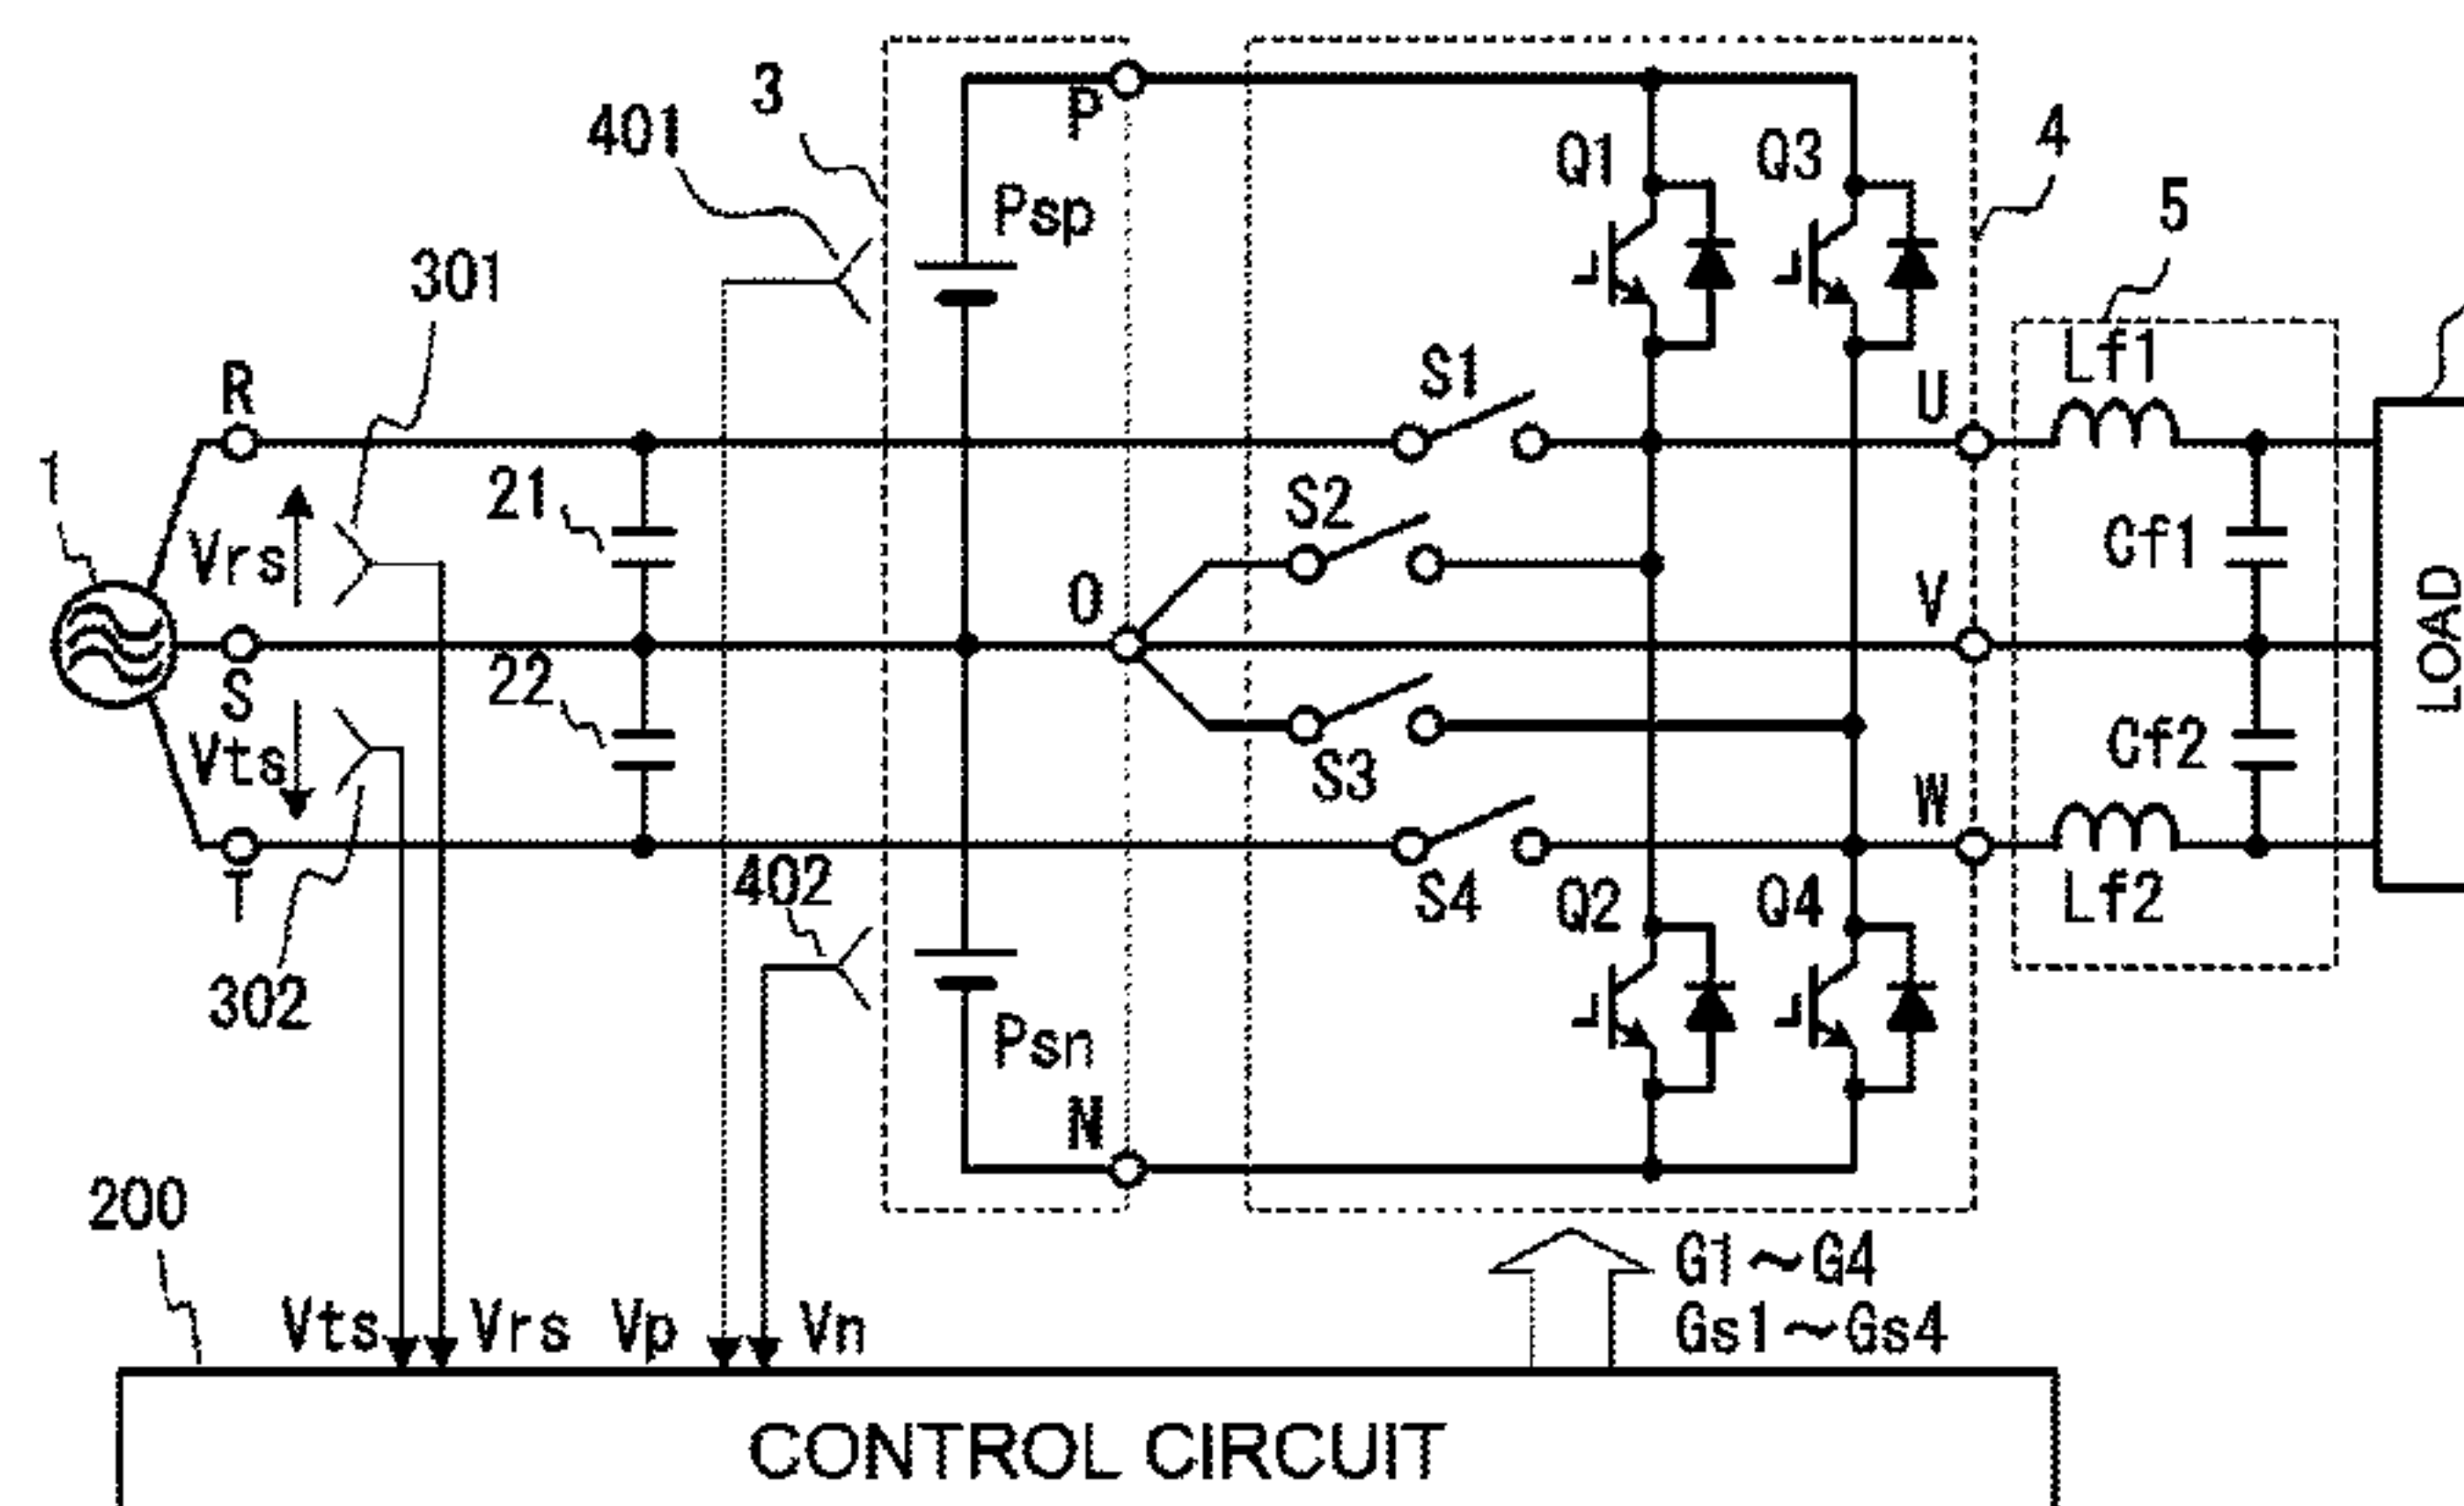 3
P
401
Psp
Q1
Q3
4
5
301
R
S1
U
Lf1
1
Vrs
21
S2
Cf1
O
V
S
22
LOAD
Vts
S3
Cf2
W
T
402
S4
Q2
Q4
Lf2
302
Psn
N
200
G1~G4
Gs1~Gs4
Vts
Vrs
Vp
Vn
CONTROL CIRCUIT